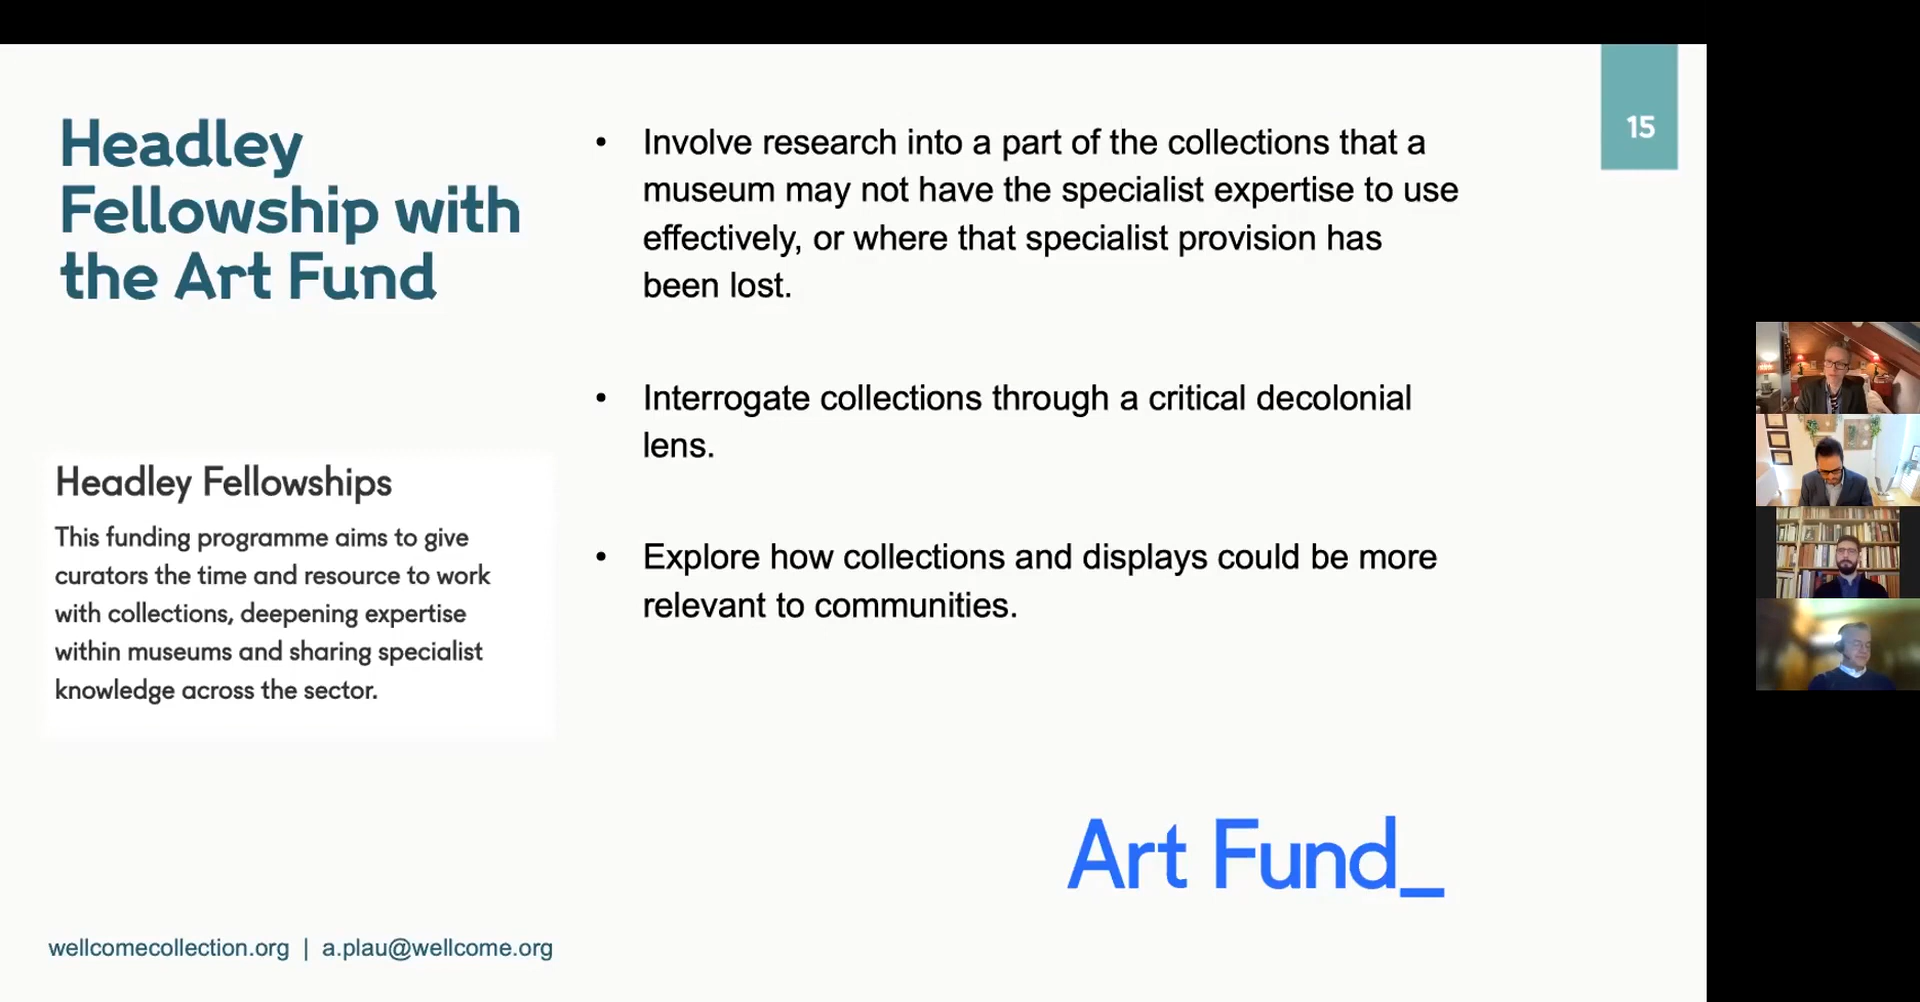 Headley
Fellowship with
the Art Fund
Headley Fellowships
This funding programme aims to give
curators the time and resource to work
with collections, deepening expertise
within museums and sharing specialist
knowledge across the sector.
• Involve research into a part of the collections that a
museum may not have the specialist expertise to use
effectively, or where that specialist provision has
been lost.
• Interrogate collections through a critical decolonial
lens.
• Explore how collections and displays could be more
relevant to communities.
15
Art Fund_
wellcomecollection.org | a.plau@wellcome.org